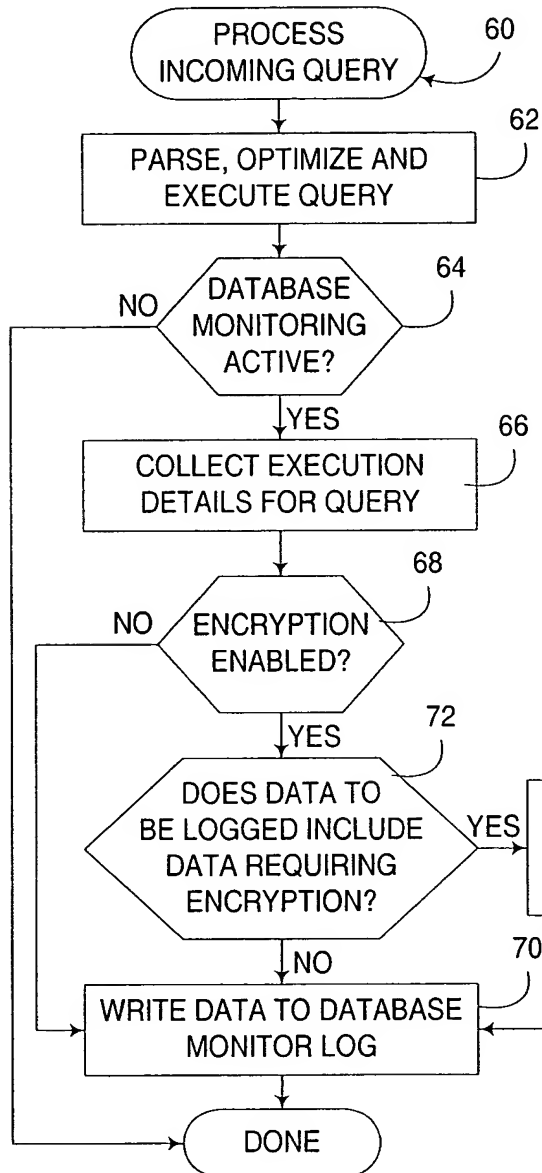 PROCESS
INCOMING QUERY
60
PARSE, OPTIMIZE AND
EXECUTE QUERY
62
DATABASE
MONITORING
ACTIVE?
64
NO
YES
COLLECT EXECUTION
DETAILS FOR QUERY
66
ENCRYPTION
ENABLED?
68
NO
YES
DOES DATA TO
BE LOGGED INCLUDE
DATA REQUIRING
ENCRYPTION?
72
YES
NO
WRITE DATA TO DATABASE
MONITOR LOG
70
DONE